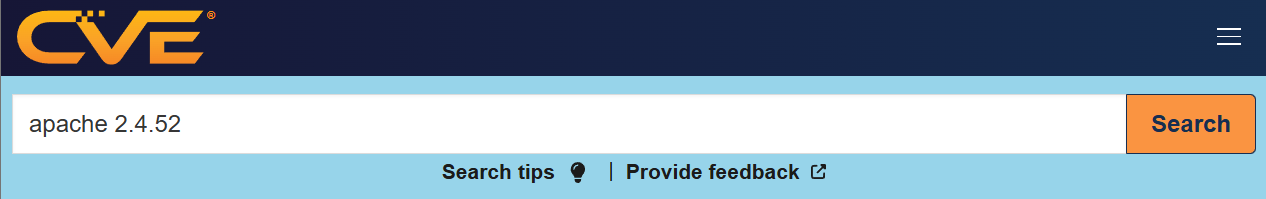 CVE®
apache 2.4.52 Search
Search tips | Provide feedback